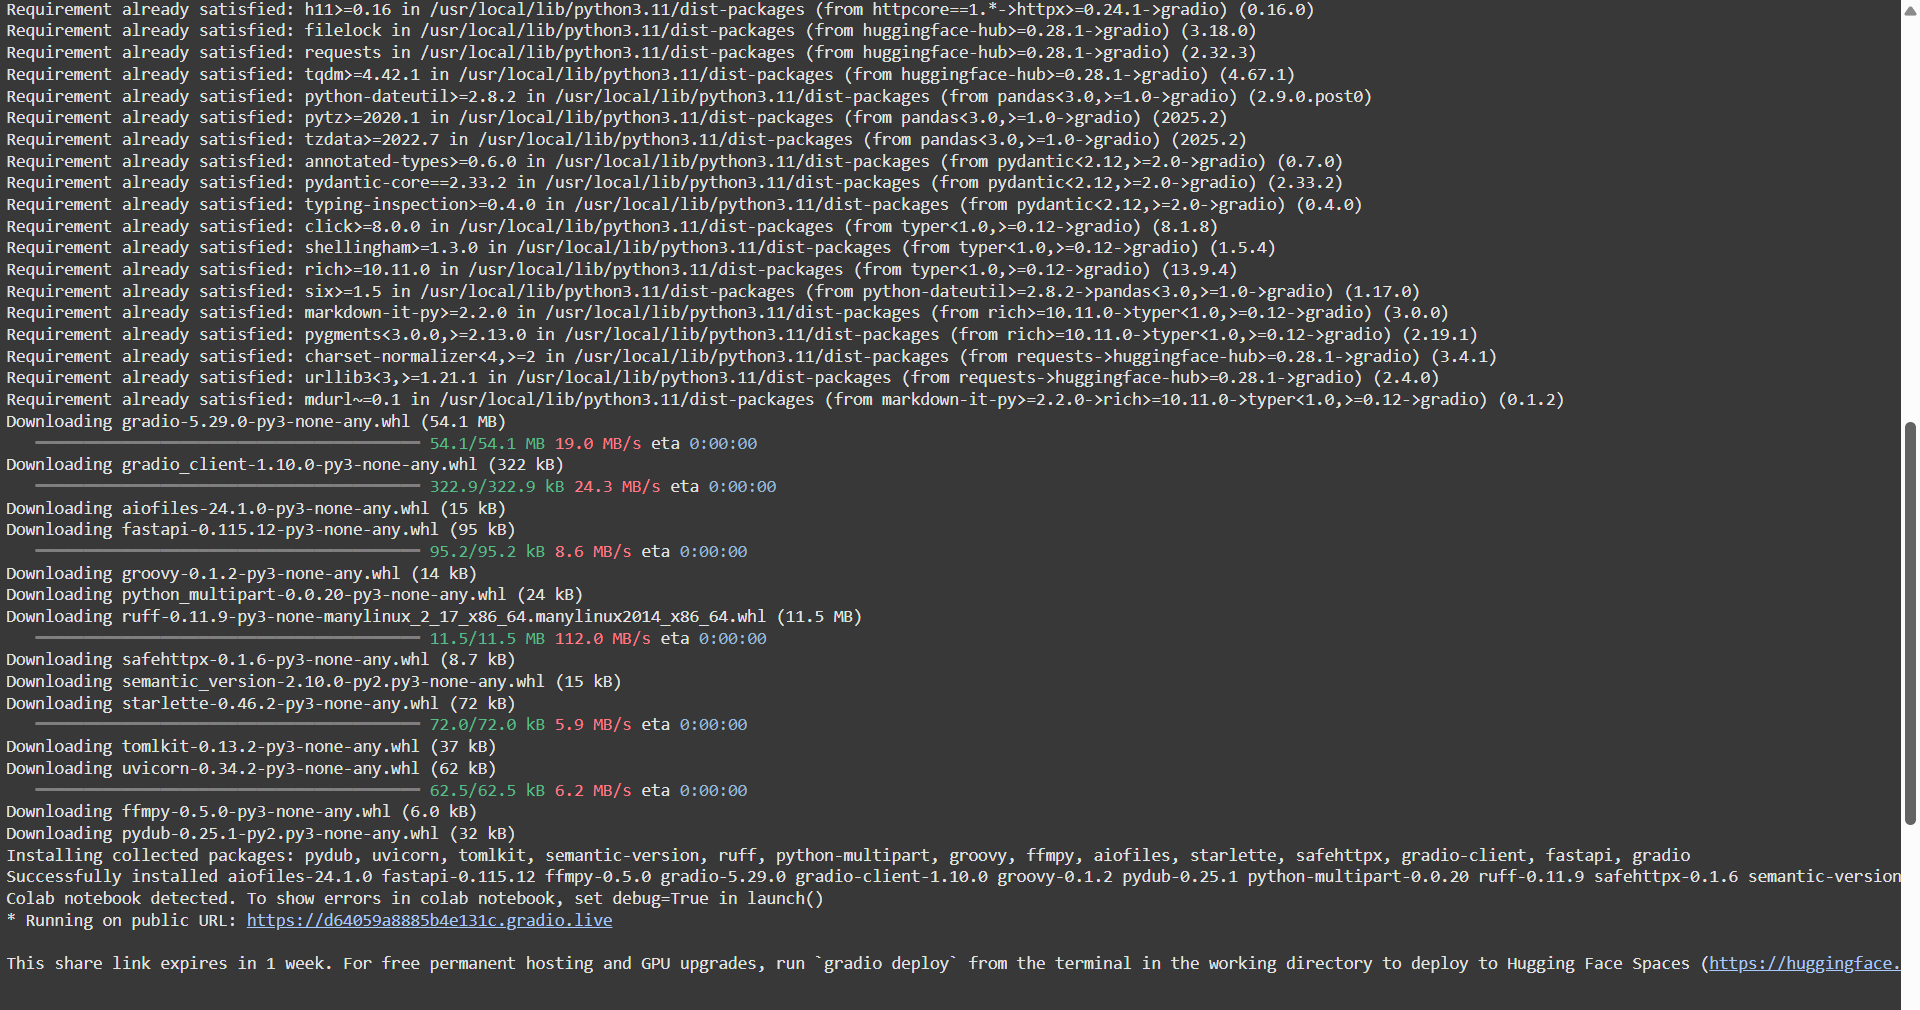 Requirement already satisfied: h11>=0.16 in /usr/local/lib/python3.11/dist-packages (from httpcore==1.*->httpx>=0.24.1->gradio) (0.16.0)
Requirement already satisfied: filelock in /usr/local/lib/python3.11/dist-packages (from huggingface-hub>=0.28.1->gradio) (3.18.0)
Requirement already satisfied: requests in /usr/local/lib/python3.11/dist-packages (from huggingface-hub>=0.28.1->gradio) (2.32.3)
Requirement already satisfied: tqdm>=4.42.1 in /usr/local/lib/python3.11/dist-packages (from huggingface-hub>=0.28.1->gradio) (4.67.1)
Requirement already satisfied: python-dateutil>=2.8.2 in /usr/local/lib/python3.11/dist-packages (from pandas<3.0,>=1.0->gradio) (2.9.0.post0)
Requirement already satisfied: pytz>=2020.1 in /usr/local/lib/python3.11/dist-packages (from pandas<3.0,>=1.0->gradio) (2025.2)
Requirement already satisfied: tzdata>=2022.7 in /usr/local/lib/python3.11/dist-packages (from pandas<3.0,>=1.0->gradio) (2025.2)
Requirement already satisfied: annotated-types>=0.6.0 in /usr/local/lib/python3.11/dist-packages (from pydantic<2.12,>=2.0->gradio) (0.7.0)
Requirement already satisfied: pydantic-core==2.33.2 in /usr/local/lib/python3.11/dist-packages (from pydantic<2.12,>=2.0->gradio) (2.33.2)
Requirement already satisfied: typing-inspection>=0.4.0 in /usr/local/lib/python3.11/dist-packages (from pydantic<2.12,>=2.0->gradio) (0.4.0)
Requirement already satisfied: click>=8.0.0 in /usr/local/lib/python3.11/dist-packages (from typer<1.0,>=0.12->gradio) (8.1.8)
Requirement already satisfied: shellingham>=1.3.0 in /usr/local/lib/python3.11/dist-packages (from typer<1.0,>=0.12->gradio) (1.5.4)
Requirement already satisfied: rich>=10.11.0 in /usr/local/lib/python3.11/dist-packages (from typer<1.0,>=0.12->gradio) (13.9.4)
Requirement already satisfied: six>=1.5 in /usr/local/lib/python3.11/dist-packages (from python-dateutil>=2.8.2->pandas<3.0,>=1.0->gradio) (1.17.0)
Requirement already satisfied: markdown-it-py>=2.2.0 in /usr/local/lib/python3.11/dist-packages (from rich>=10.11.0->typer<1.0,>=0.12->gradio) (3.0.0)
Requirement already satisfied: pygments<3.0.0,>=2.13.0 in /usr/local/lib/python3.11/dist-packages (from rich>=10.11.0->typer<1.0,>=0.12->gradio) (2.19.1)
Requirement already satisfied: charset-normalizer<4,>=2 in /usr/local/lib/python3.11/dist-packages (from requests->huggingface-hub>=0.28.1->gradio) (3.4.1)
Requirement already satisfied: urllib3<3,>=1.21.1 in /usr/local/lib/python3.11/dist-packages (from requests->huggingface-hub>=0.28.1->gradio) (2.4.0)
Requirement already satisfied: mdurl~=0.1 in /usr/local/lib/python3.11/dist-packages (from markdown-it-py>=2.2.0->rich>=10.11.0->typer<1.0,>=0.12->gradio) (0.1.2)
Downloading gradio-5.29.0-py3-none-any.whl (54.1 MB)
54.1/54.1 MB 19.0 MB/s eta 0:00:00
Downloading gradio_client-1.10.0-py3-none-any.whl (322 kB)
322.9/322.9 kB 24.3 MB/s eta 0:00:00
Downloading aiofiles-24.1.0-py3-none-any.whl (15 kB)
Downloading fastapi-0.115.12-py3-none-any.whl (95 kB)
95.2/95.2 kB 8.6 MB/s eta 0:00:00
Downloading groovy-0.1.2-py3-none-any.whl (14 kB)
Downloading python_multipart-0.0.20-py3-none-any.whl (24 kB)
Downloading ruff-0.11.9-py3-none-manylinux_2_17_x86_64.manylinux2014_x86_64.whl (11.5 MB)
11.5/11.5 MB 112.0 MB/s eta 0:00:00
Downloading safehttpx-0.1.6-py3-none-any.whl (8.7 kB)
Downloading semantic_version-2.10.0-py2.py3-none-any.whl (15 kB)
Downloading starlette-0.46.2-py3-none-any.whl (72 kB)
72.0/72.0 kB 5.9 MB/s eta 0:00:00
Downloading tomlkit-0.13.2-py3-none-any.whl (37 kB)
Downloading uvicorn-0.34.2-py3-none-any.whl (62 kB)
62.5/62.5 kB 6.2 MB/s eta 0:00:00
Downloading ffmpy-0.5.0-py3-none-any.whl (6.0 kB)
Downloading pydub-0.25.1-py2.py3-none-any.whl (32 kB)
Installing collected packages: pydub, uvicorn, tomlkit, semantic-version, ruff, python-multipart, groovy, ffmpy, aiofiles, starlette, safehttpx, gradio-client, fastapi, gradio
Successfully installed aiofiles-24.1.0 fastapi-0.115.12 ffmpy-0.5.0 gradio-5.29.0 gradio-client-1.10.0 groovy-0.1.2 pydub-0.25.1 python-multipart-0.0.20 ruff-0.11.9 safehttpx-0.1.6 semantic-version
Colab notebook detected. To show errors in colab notebook, set debug=True in launch()
* Running on public URL: https://d64059a8885b4e131c.gradio.live
This share link expires in 1 week. For free permanent hosting and GPU upgrades, run `gradio deploy` from the terminal in the working directory to deploy to Hugging Face Spaces (https://huggingface.